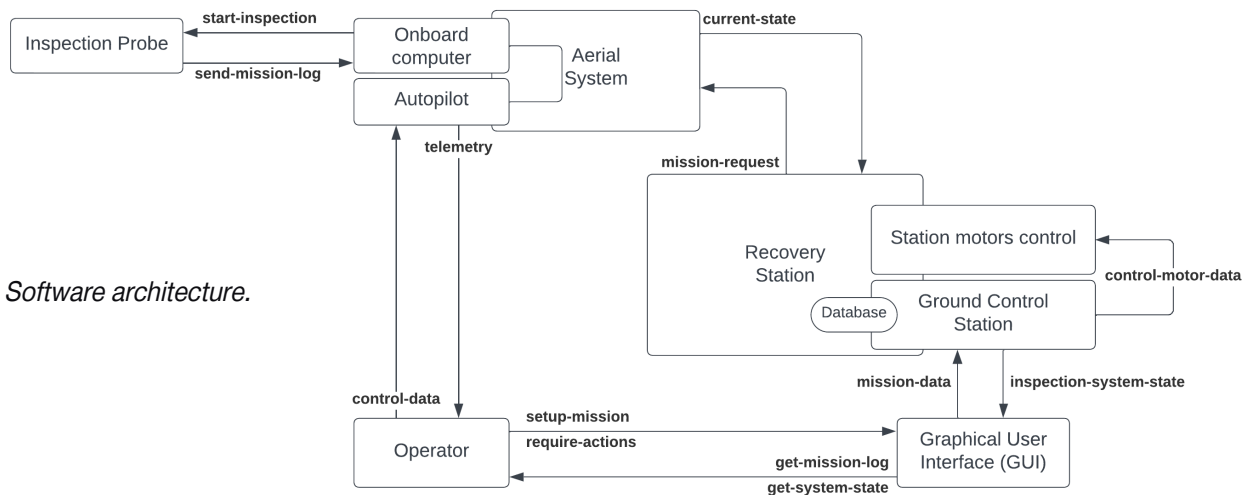 start-inspection
current-state
Inspection Probe
Onboard
computer
Aerial
System
send-mission-log
Autopilot
telemetry
mission-request
Station motors control
Recovery
Station
control-motor-data
Software architecture.
Database
Ground Control
Station
mission-data
inspection-system-state
control-data
setup-mission
Operator
require-actions
Graphical User
Interface (GUI)
get-mission-log
get-system-state